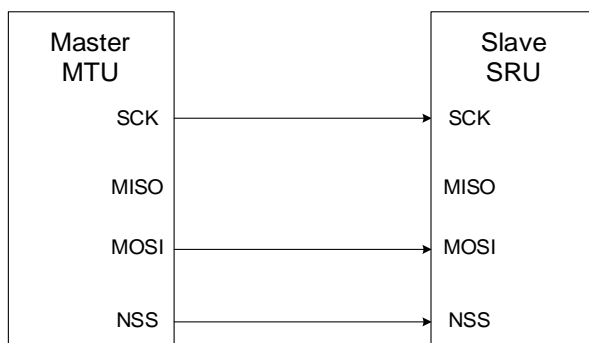 Master
MTU
Slave
SRU
SCK
SCK
MISO
MISO
MOSI
MOSI
NSS
NSS